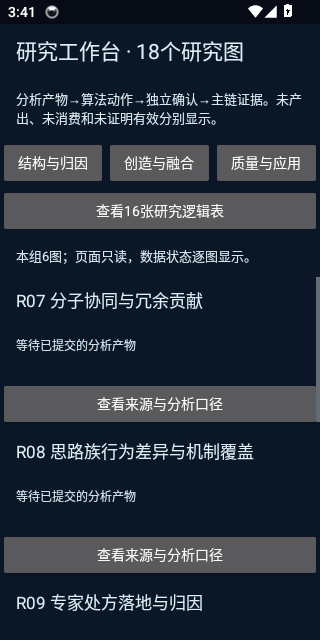 3:41
研究工作台 · 18个研究图
分析产物→算法动作→独立确认→主链证据。未产
出、未消费和未证明有效分别显示。
结构与归因
创造与融合
质量与应用
查看16张研究逻辑表
本组6图；页面只读，数据状态逐图显示。
R07 分子协同与冗余贡献
等待已提交的分析产物
查看来源与分析口径
R08 思路族行为差异与机制覆盖
等待已提交的分析产物
查看来源与分析口径
R09 专家处方落地与归因